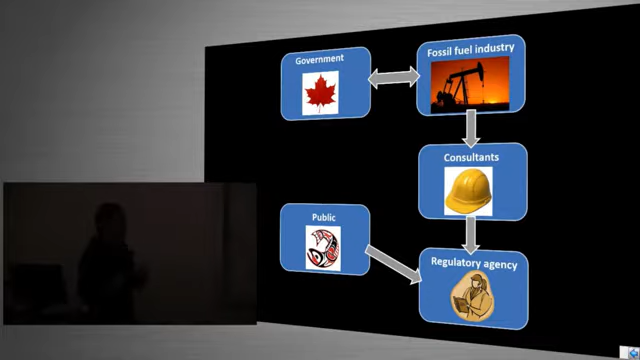 Government
Fossil fuel industry
Consultants
Public
Regulatory agency